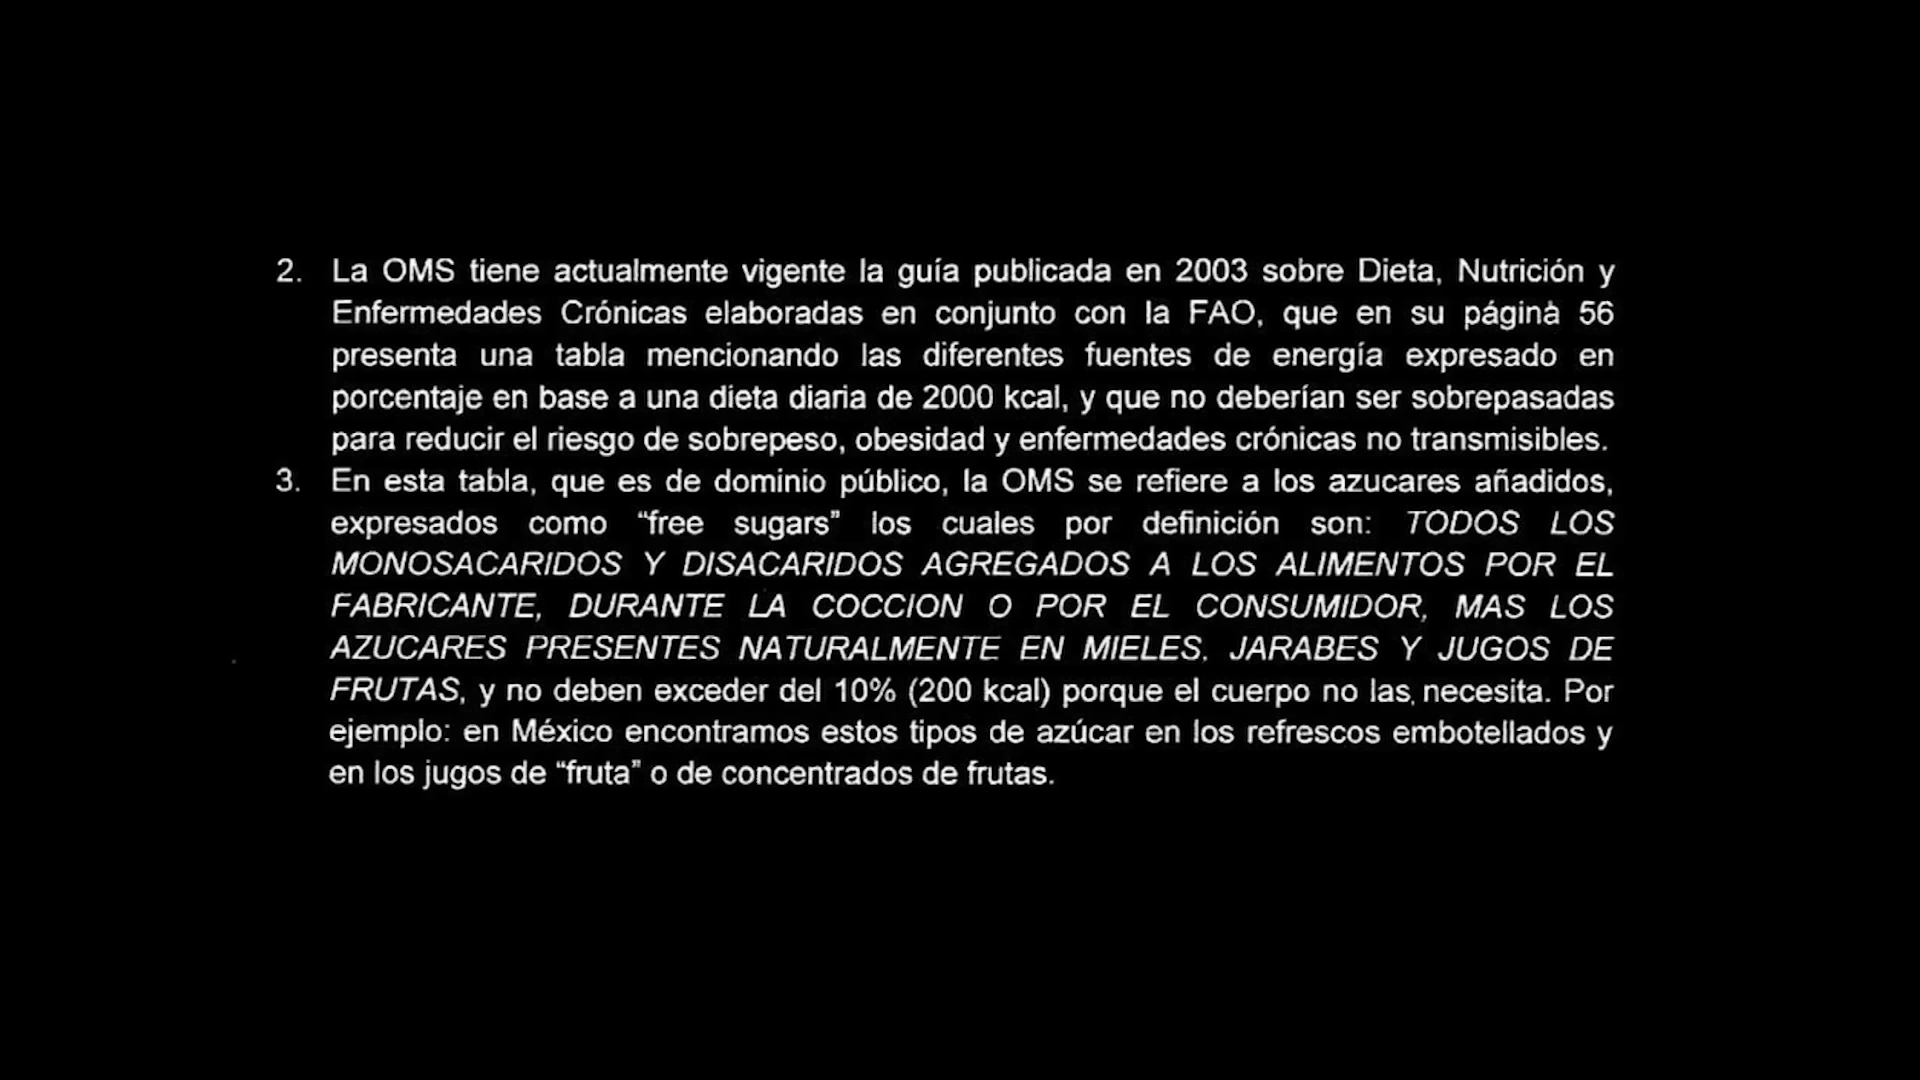 2. La OMS tiene actualmente vigente la guía publicada en 2003 sobre Dieta, Nutrición y
Enfermedades Crónicas elaboradas en conjunto con la FAO, que en su página 56
presenta una tabla mencionando las diferentes fuentes de energía expresado en
porcentaje en base a una dieta diaria de 2000 kcal, y que no deberían ser sobrepasadas
para reducir el riesgo de sobrepeso, obesidad y enfermedades crónicas no transmisibles.
3. En esta tabla, que es de dominio público, la OMS se refiere a los azucares añadidos,
expresados como “free sugars” los cuales por definición son: TODOS LOS
MONOSACARIDOS Y DISACARIDOS AGREGADOS A LOS ALIMENTOS POR EL
FABRICANTE, DURANTE LA COCCION O POR EL CONSUMIDOR, MAS LOS
AZUCARES PRESENTES NATURALMENTE EN MIELES, JARABES Y JUGOS DE
FRUTAS, y no deben exceder del 10% (200 kcal) porque el cuerpo no las necesita. Por
ejemplo: en México encontramos estos tipos de azúcar en los refrescos embotellados y
en los jugos de “fruta” o de concentrados de frutas.